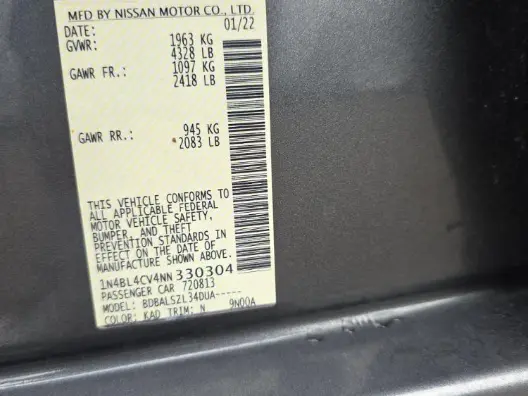 MFD BY NISSAN MOTOR CO., LTD.
DATE: 01/22
GVWR: 1963 KG
4328 LB
GAWR FR.: 1097 KG
2418 LB
GAWR RR.: 945 KG
2083 LB
THIS VEHICLE CONFORMS TO
ALL APPLICABLE FEDERAL
MOTOR VEHICLE SAFETY,
BUMPER, AND THEFT
PREVENTION STANDARDS IN
EFFECT ON THE DATE OF
MANUFACTURE SHOWN ABOVE.
1N4BL4CV4NN330304
PASSENGER CAR 720813
MODEL: BDBALSZL34DUA-----
COLOR: KAD TRIM: N 9N00A